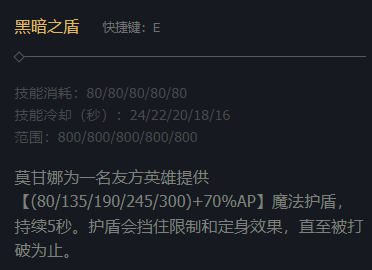 黑暗之盾 快捷键：E
技能消耗：80/80/80/80/80
技能冷却（秒）：24/22/20/18/16
范围：800/800/800/800/800
莫甘娜为一名友方英雄提供
【(80/135/190/245/300)+70%AP】魔法护盾，
持续5秒。护盾会挡住限制和定身效果，直至被打
破为止。